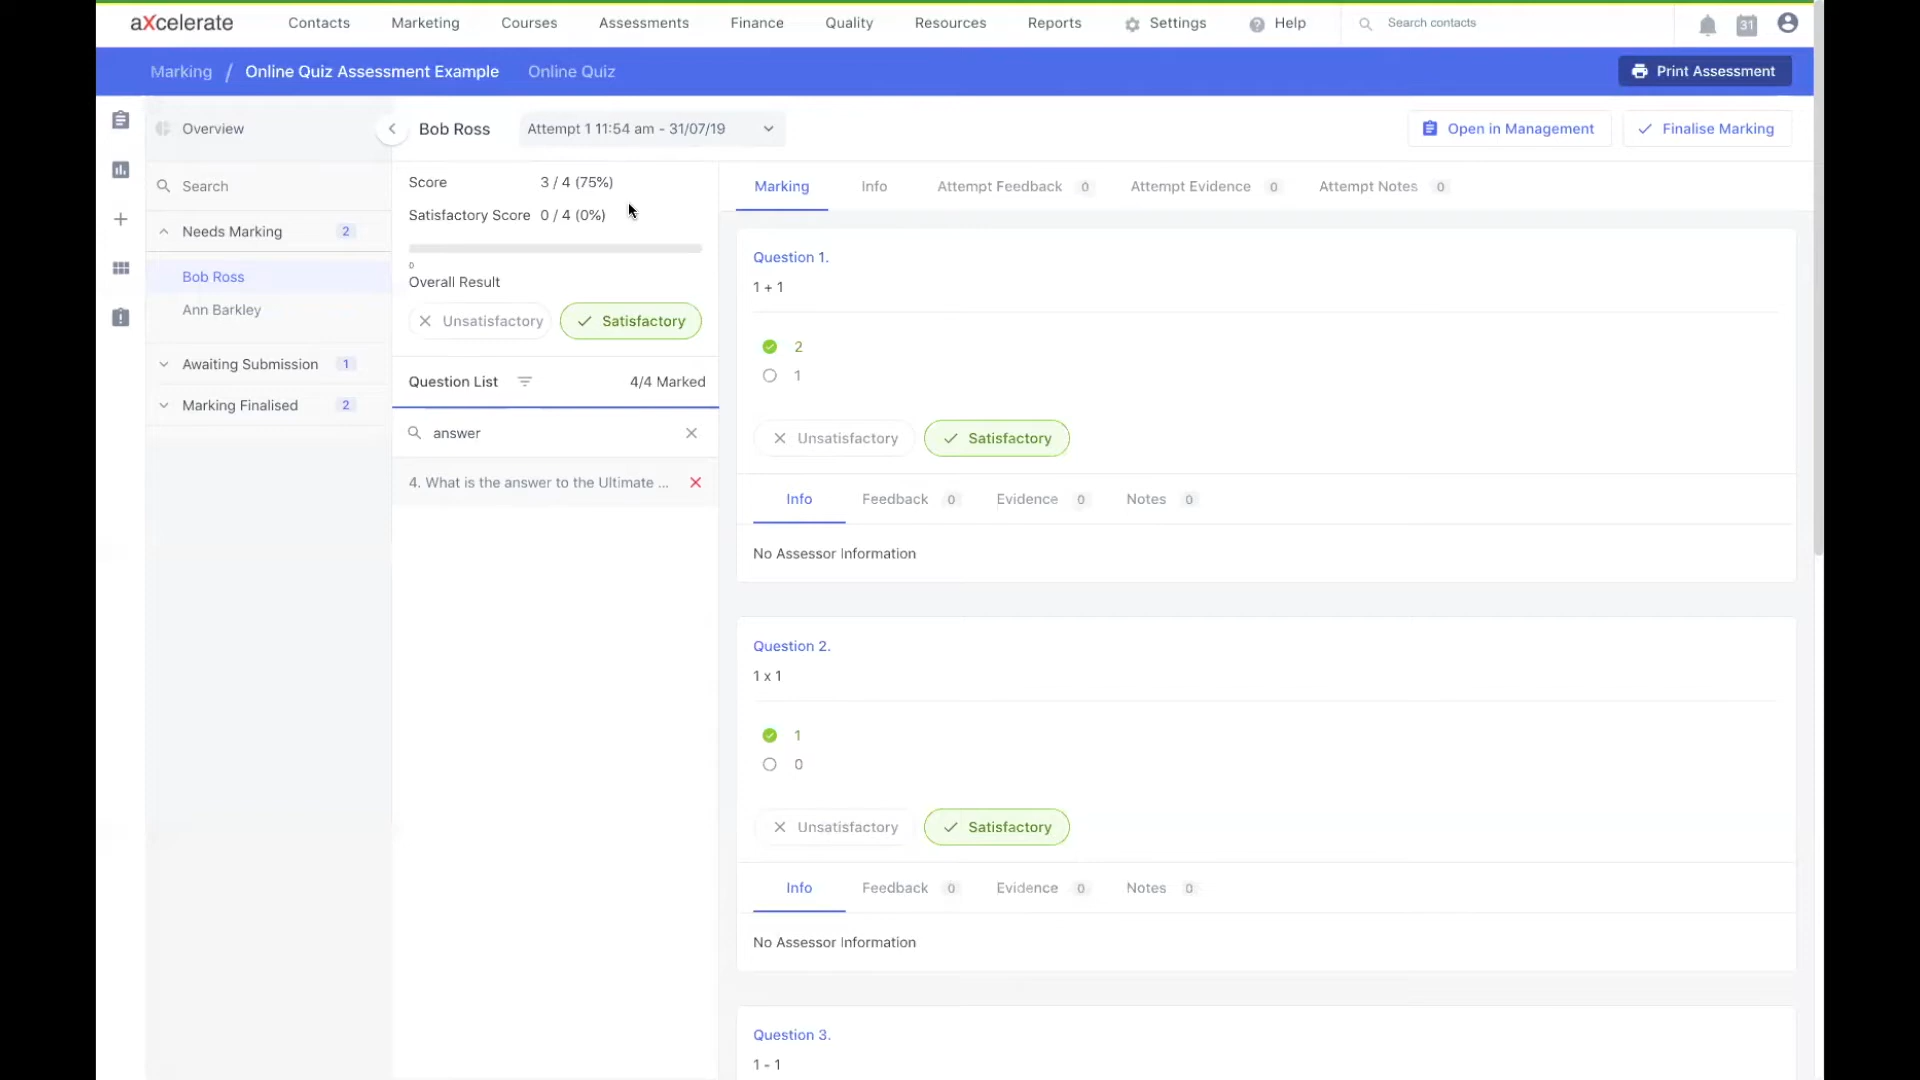 aXcelerate
Contacts
Marketing
Courses
Assessments
Finance
Quality
Resources
Reports
Settings
Help
Search contacts
31
Marking / Online Quiz Assessment Example
Online Quiz
Print Assessment
Overview
Bob Ross
Attempt 1 11:54 am - 31/07/19
Open in Management
Finalise Marking
Search
Needs Marking 2
Bob Ross
Ann Barkley
Awaiting Submission 1
Marking Finalised 2
Score 3 / 4 (75%)
Satisfactory Score 0 / 4 (0%)
0
Overall Result
Unsatisfactory
Satisfactory
Question List
4/4 Marked
answer
4. What is the answer to the Ultimate ...
Marking
Info
Attempt Feedback 0
Attempt Evidence 0
Attempt Notes 0
Question 1.
1 + 1
2
1
Unsatisfactory
Satisfactory
Info
Feedback 0
Evidence 0
Notes 0
No Assessor Information
Question 2.
1 x 1
1
0
Unsatisfactory
Satisfactory
Info
Feedback 0
Evidence 0
Notes 0
No Assessor Information
Question 3.
1 - 1